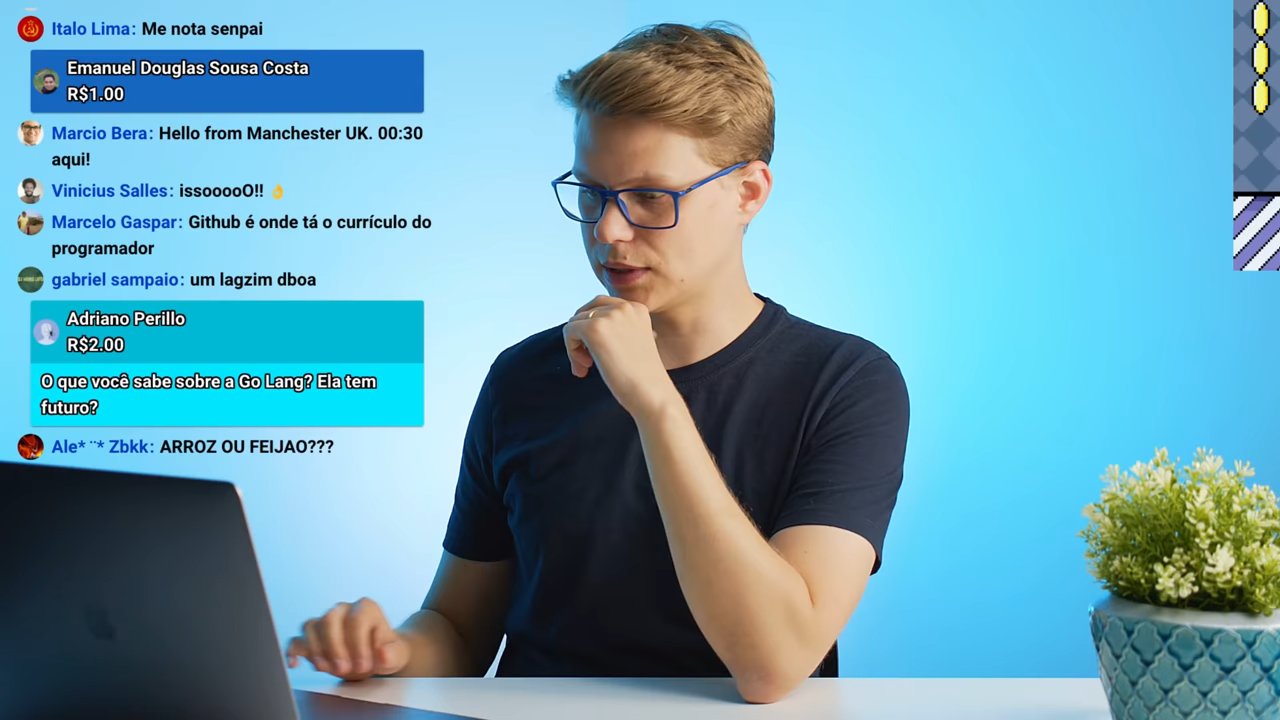 Italo Lima: Me nota senpai
Emanuel Douglas Sousa Costa
R$1.00
Marcio Bera: Hello from Manchester UK. 00:30
aqui!
Vinicius Salles: issooooO!! 👌
Marcelo Gaspar: Github é onde tá o currículo do
programador
gabriel sampaio: um lagzim dboa
Adriano Perillo
R$2.00
O que você sabe sobre a Go Lang? Ela tem
futuro?
Ale* ¨* Zbkk: ARROZ OU FEIJAO???